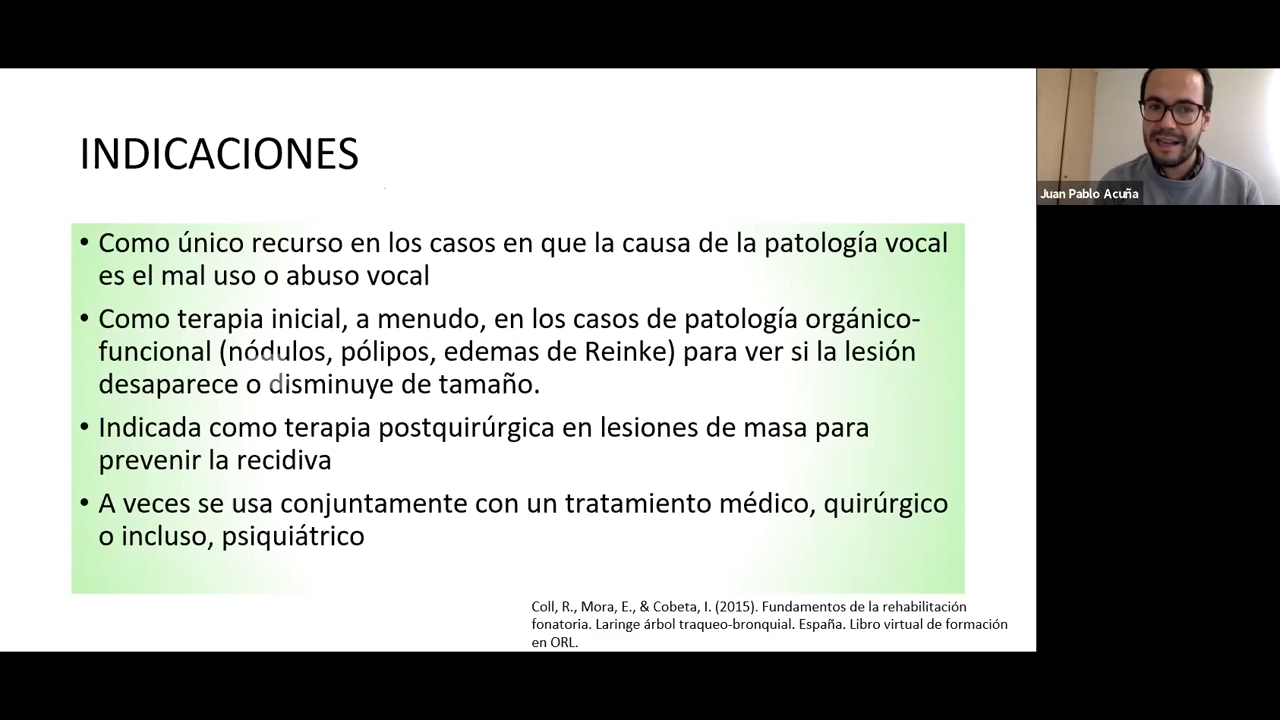 INDICACIONES
• Como único recurso en los casos en que la causa de la patología vocal
es el mal uso o abuso vocal
• Como terapia inicial, a menudo, en los casos de patología orgánico-
funcional (nódulos, pólipos, edemas de Reinke) para ver si la lesión
desaparece o disminuye de tamaño.
• Indicada como terapia postquirúrgica en lesiones de masa para
prevenir la recidiva
• A veces se usa conjuntamente con un tratamiento médico, quirúrgico
o incluso, psiquiátrico
Coll, R., Mora, E., & Cobeta, I. (2015). Fundamentos de la rehabilitación
fonatoria. Laringe árbol traqueo-bronquial. España. Libro virtual de formación
en ORL.
Juan Pablo Acuña